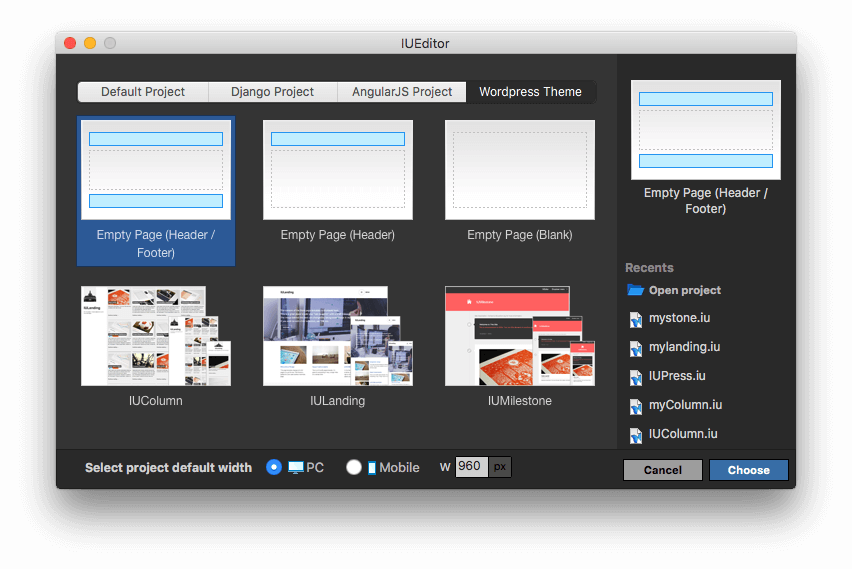 IUEditor
Default Project
Django Project
AngularJS Project
Wordpress Theme
Empty Page (Header /
Footer)
Empty Page (Header)
Empty Page (Blank)
IUColumn
IULanding
IUMilestone
Empty Page (Header /
Footer)
Recents
Open project
mystone.iu
mylanding.iu
IUPress.iu
myColumn.iu
IUColumn.iu
Select project default width
PC
Mobile
W
960
px
Cancel
Choose